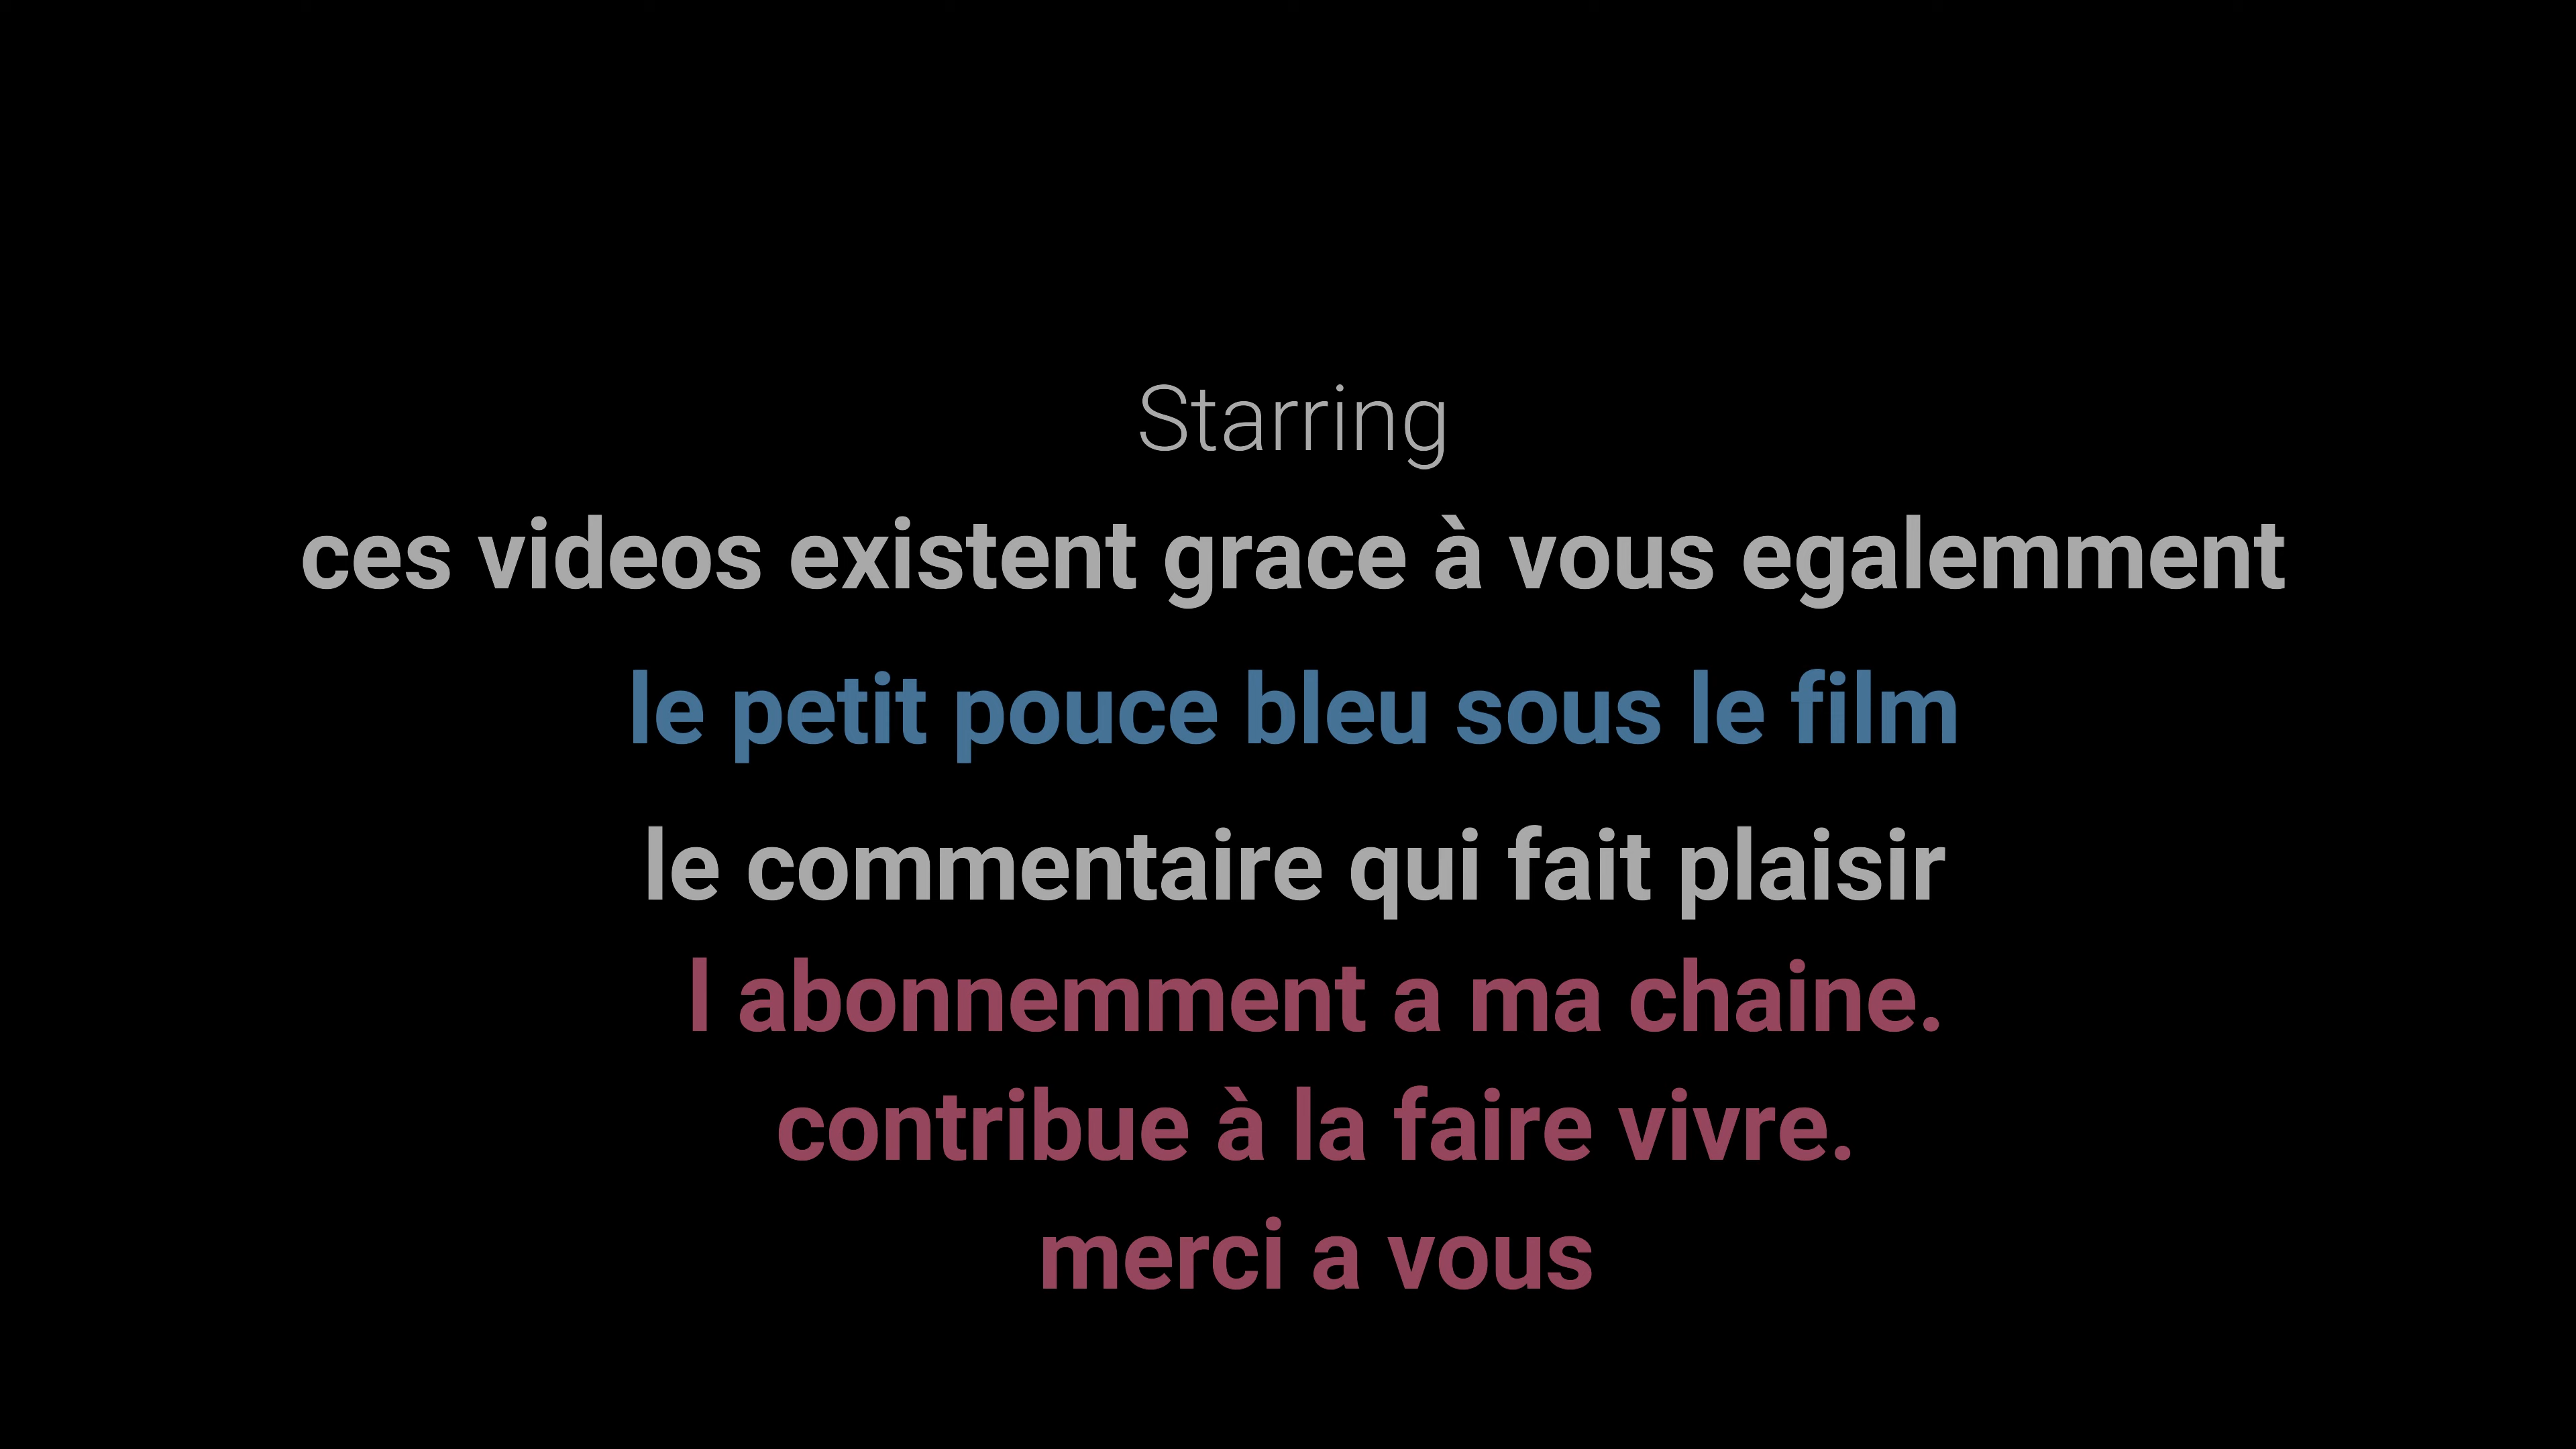 Starring
ces videos existent grace à vous egalemment
le petit pouce bleu sous le film
le commentaire qui fait plaisir
l abonnemment a ma chaine.
contribue à la faire vivre.
merci a vous